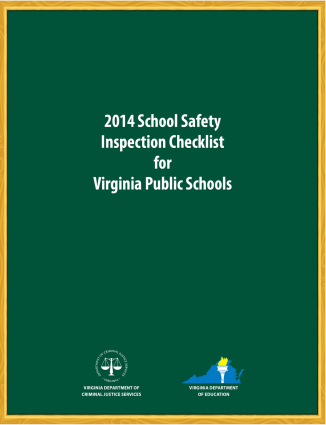 2014 School Safety
Inspection Checklist
for
Virginia Public Schools
VIRGINIA DEPARTMENT OF
CRIMINAL JUSTICE SERVICES
VIRGINIA DEPARTMENT
OF EDUCATION